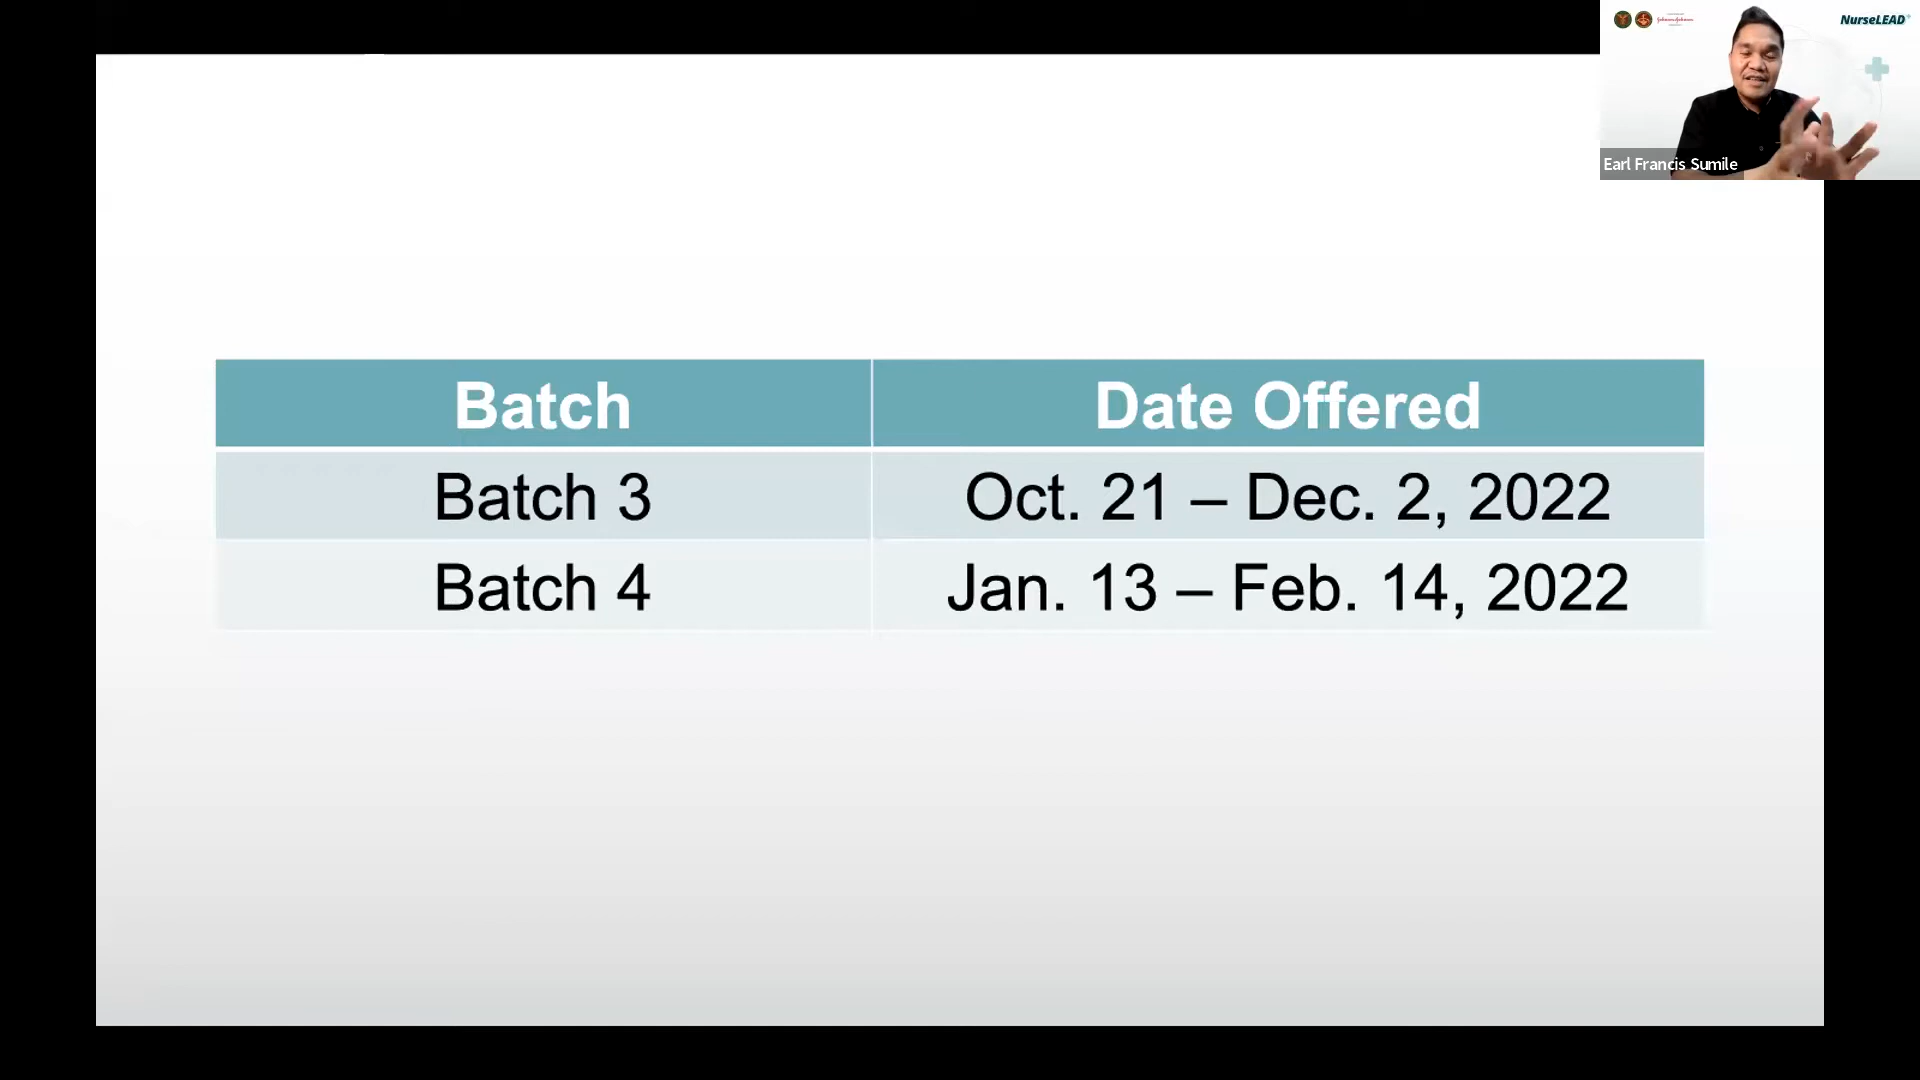 NurseLEAD
Earl Francis Sumile
Batch
Date Offered
Batch 3
Oct. 21 – Dec. 2, 2022
Batch 4
Jan. 13 – Feb. 14, 2022